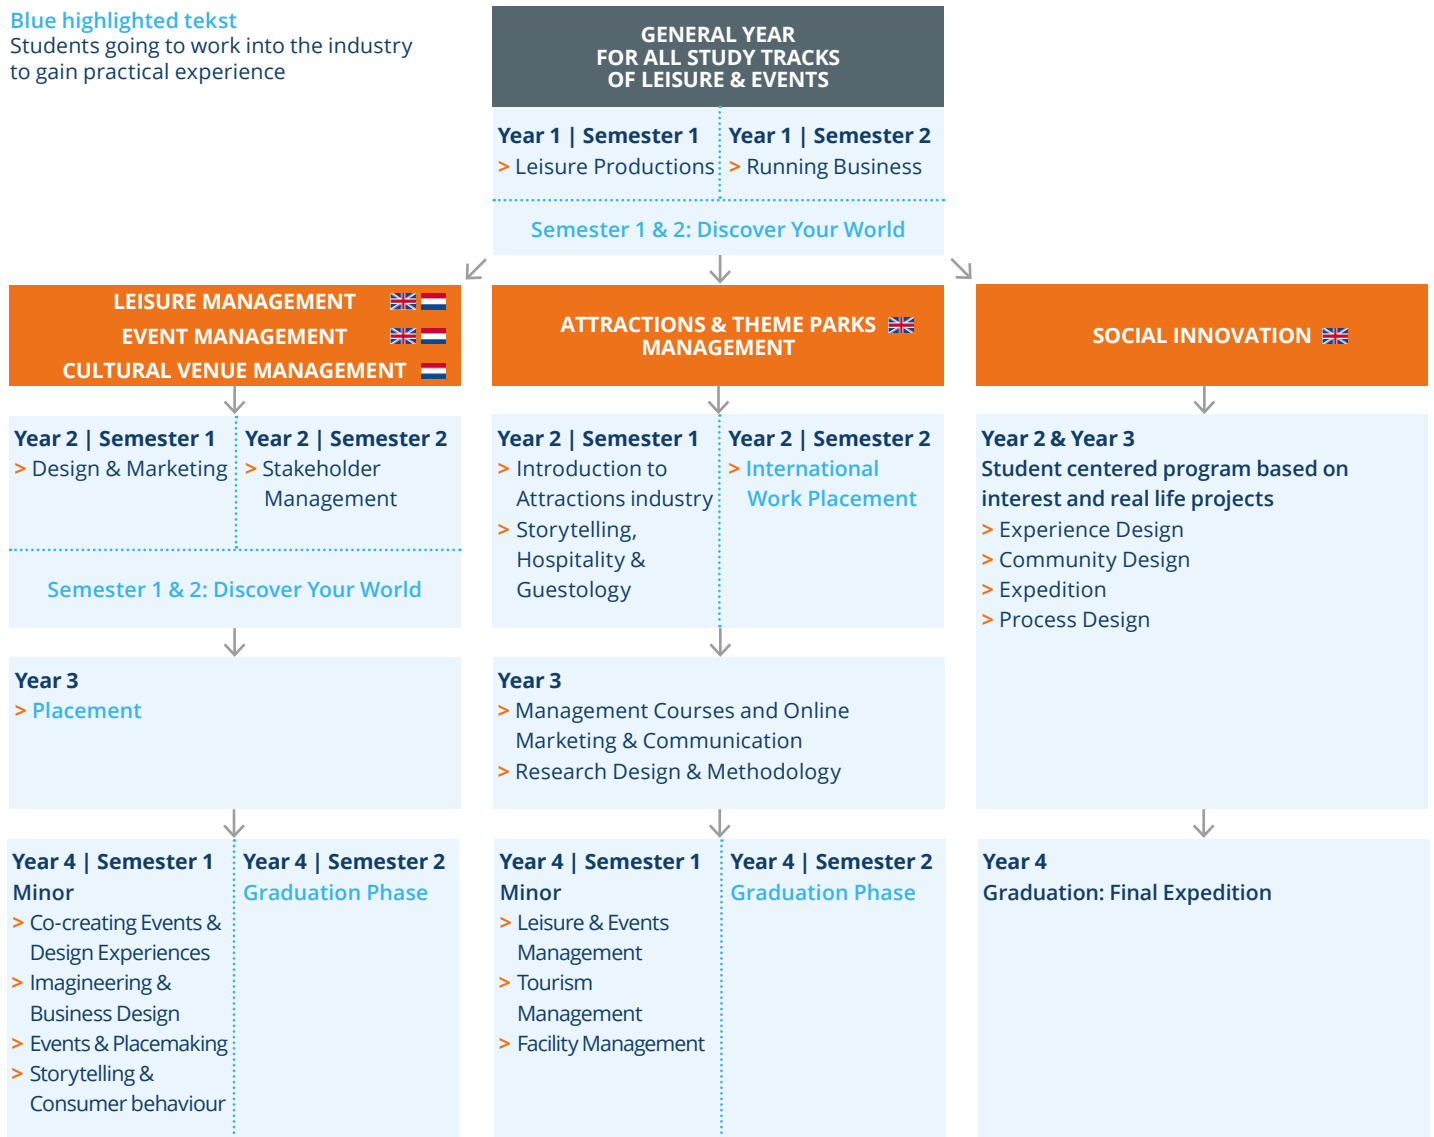 Blue highlighted tekst
Students going to work into the industry
to gain practical experience
GENERAL YEAR
FOR ALL STUDY TRACKS
OF LEISURE & EVENTS
Year 1 | Semester 1
> Leisure Productions
Year 1 | Semester 2
> Running Business
Semester 1 & 2: Discover Your World
LEISURE MANAGEMENT
EVENT MANAGEMENT
CULTURAL VENUE MANAGEMENT
Year 2 | Semester 1
> Design & Marketing
Year 2 | Semester 2
> Stakeholder
Management
Semester 1 & 2: Discover Your World
Year 3
> Placement
Year 4 | Semester 1
Minor
> Co-creating Events &
Design Experiences
> Imagineering &
Business Design
> Events & Placemaking
> Storytelling &
Consumer behaviour
Year 4 | Semester 2
Graduation Phase
ATTRACTIONS & THEME PARKS
MANAGEMENT
Year 2 | Semester 1
> Introduction to
Attractions industry
> Storytelling,
Hospitality &
Guestology
Year 2 | Semester 2
> International
Work Placement
Year 3
> Management Courses and Online
Marketing & Communication
> Research Design & Methodology
Year 4 | Semester 1
Minor
> Leisure & Events
Management
> Tourism
Management
> Facility Management
Year 4 | Semester 2
Graduation Phase
SOCIAL INNOVATION
Year 2 & Year 3
Student centered program based on
interest and real life projects
> Experience Design
> Community Design
> Expedition
> Process Design
Year 4
Graduation: Final Expedition